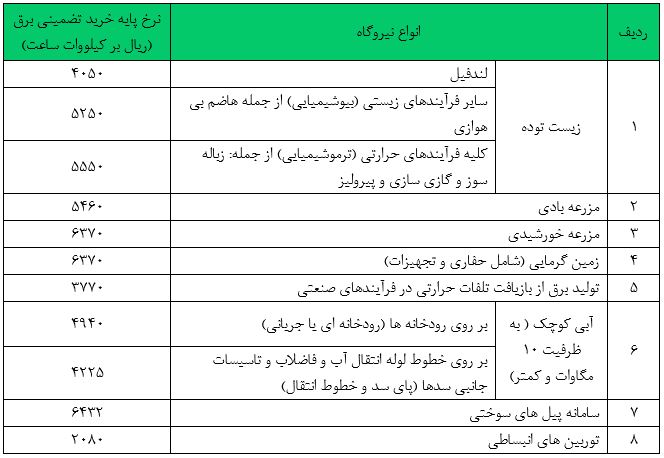 ردیف
انواع نیروگاه
نرخ پایه خرید تضمینی برق
(ریال بر کیلووات ساعت)
۱
زیست توده
لندفیل
۴۰۵۰
سایر فرآیندهای زیستی (بیوشیمیایی) از جمله هاضم بی
هوازی
۵۲۵۰
کلیه فرآیندهای حرارتی (ترموشیمیایی) از جمله: زباله
سوز و گازی سازی و پیرولیز
۵۵۵۰
۲
مزرعه بادی
۵۴۶۰
۳
مزرعه خورشیدی
۶۳۷۰
۴
زمین گرمایی (شامل حفاری و تجهیزات)
۶۳۷۰
۵
تولید برق از بازیافت تلفات حرارتی در فرآیندهای صنعتی
۳۷۷۰
۶
آبی کوچک ( به
ظرفیت ۱۰
مگاوات و کمتر)
بر روی رودخانه ها (رودخانه ای یا جریانی)
۴۹۴۰
بر روی خطوط لوله انتقال آب و فاضلاب و تاسیسات
جانبی سدها (پای سد و خطوط انتقال)
۴۲۲۵
۷
سامانه پیل های سوختی
۶۴۳۲
۸
توربین های انبساطی
۲۰۸۰